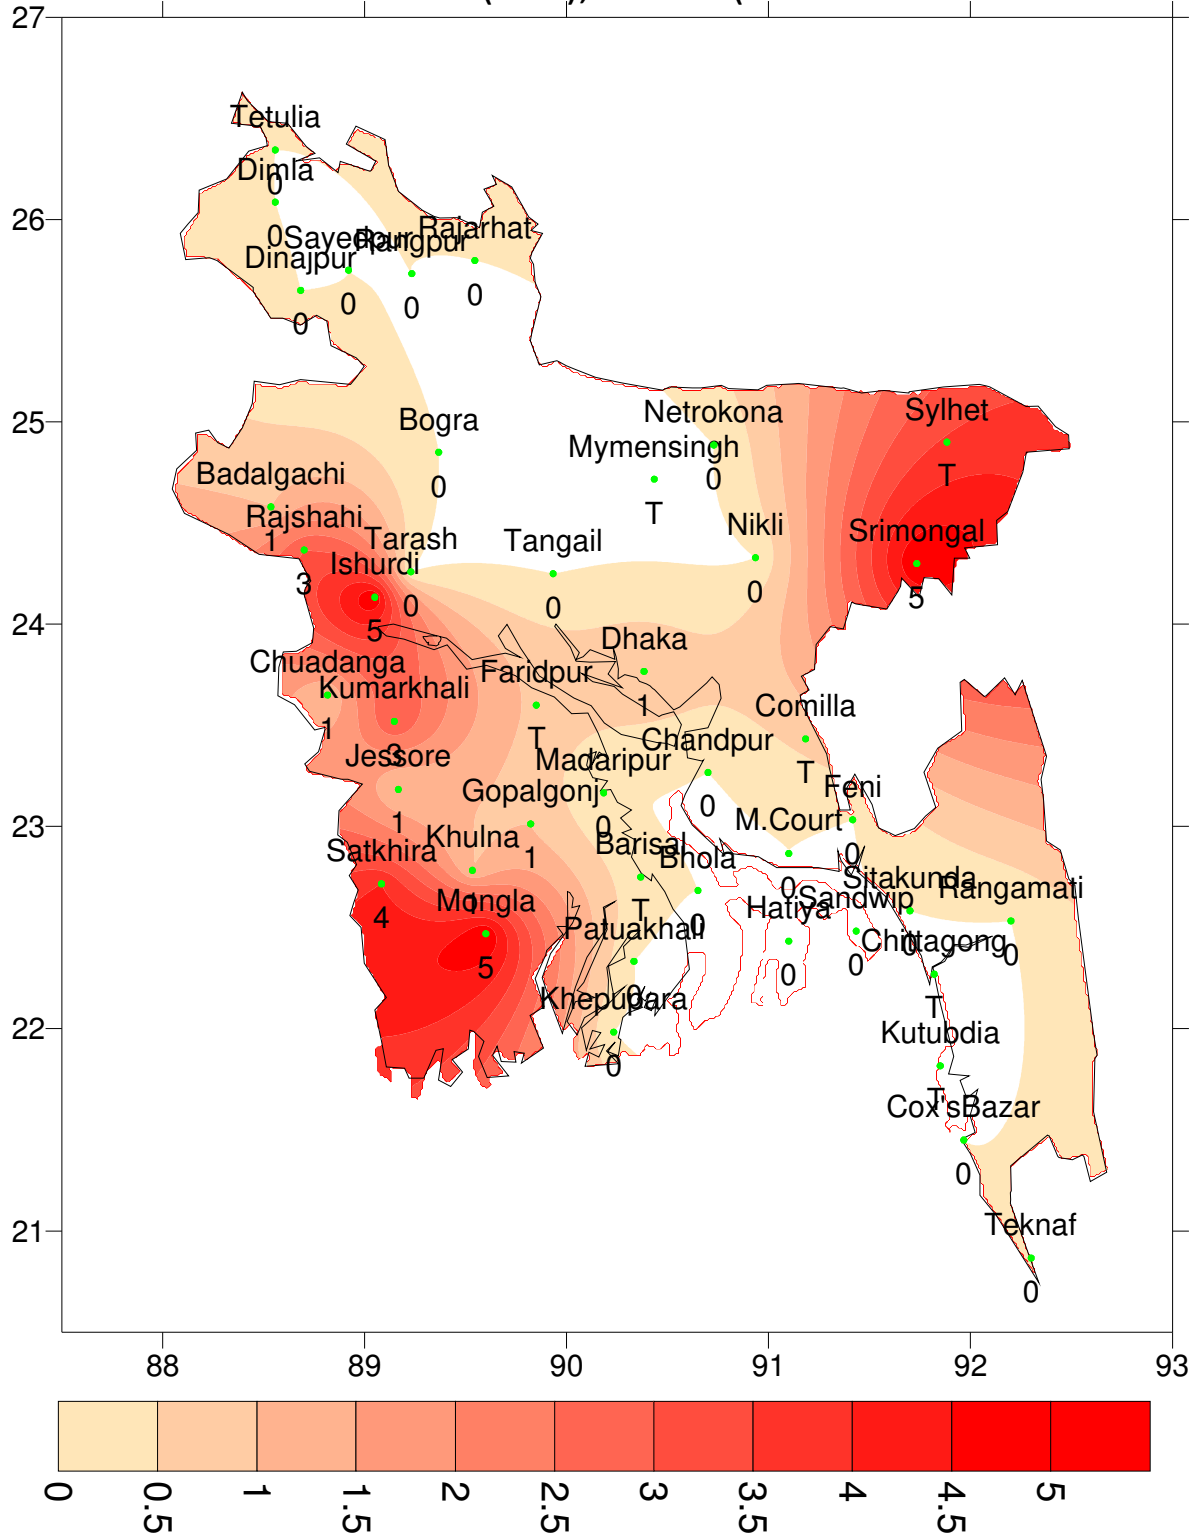 27
Tetulia
0
Dimla
0
26
Sayedpur
0
Rangpur
0
Rajarhat
0
Dinajpur
0
25
Bogra
0
Netrokona
0
Mymensingh
T
Sylhet
T
Badalgachi
1
Rajshahi
3
Tarash
0
Ishurdi
5
Tangail
0
Nikli
0
Srimongal
5
24
Dhaka
1
Chuadanga
1
Kumarkhali
3
Faridpur
T
Comilla
T
Jessore
1
Madaripur
0
Chandpur
0
Gopalgonj
1
Feni
0
23
M.Court
0
Khulna
1
Satkhira
4
Barisal
T
Bhola
0
Sitakunda
0
Rangamati
0
Mongla
5
Hatiya
0
Sandwip
0
Patuakhali
0
Chittagong
T
Khepupara
0
22
Kutubdia
T
Cox'sBazar
0
21
Teknaf
0
88 89 90 91 92 93
0 0.5 1 1.5 2 2.5 3 3.5 4 4.5 5